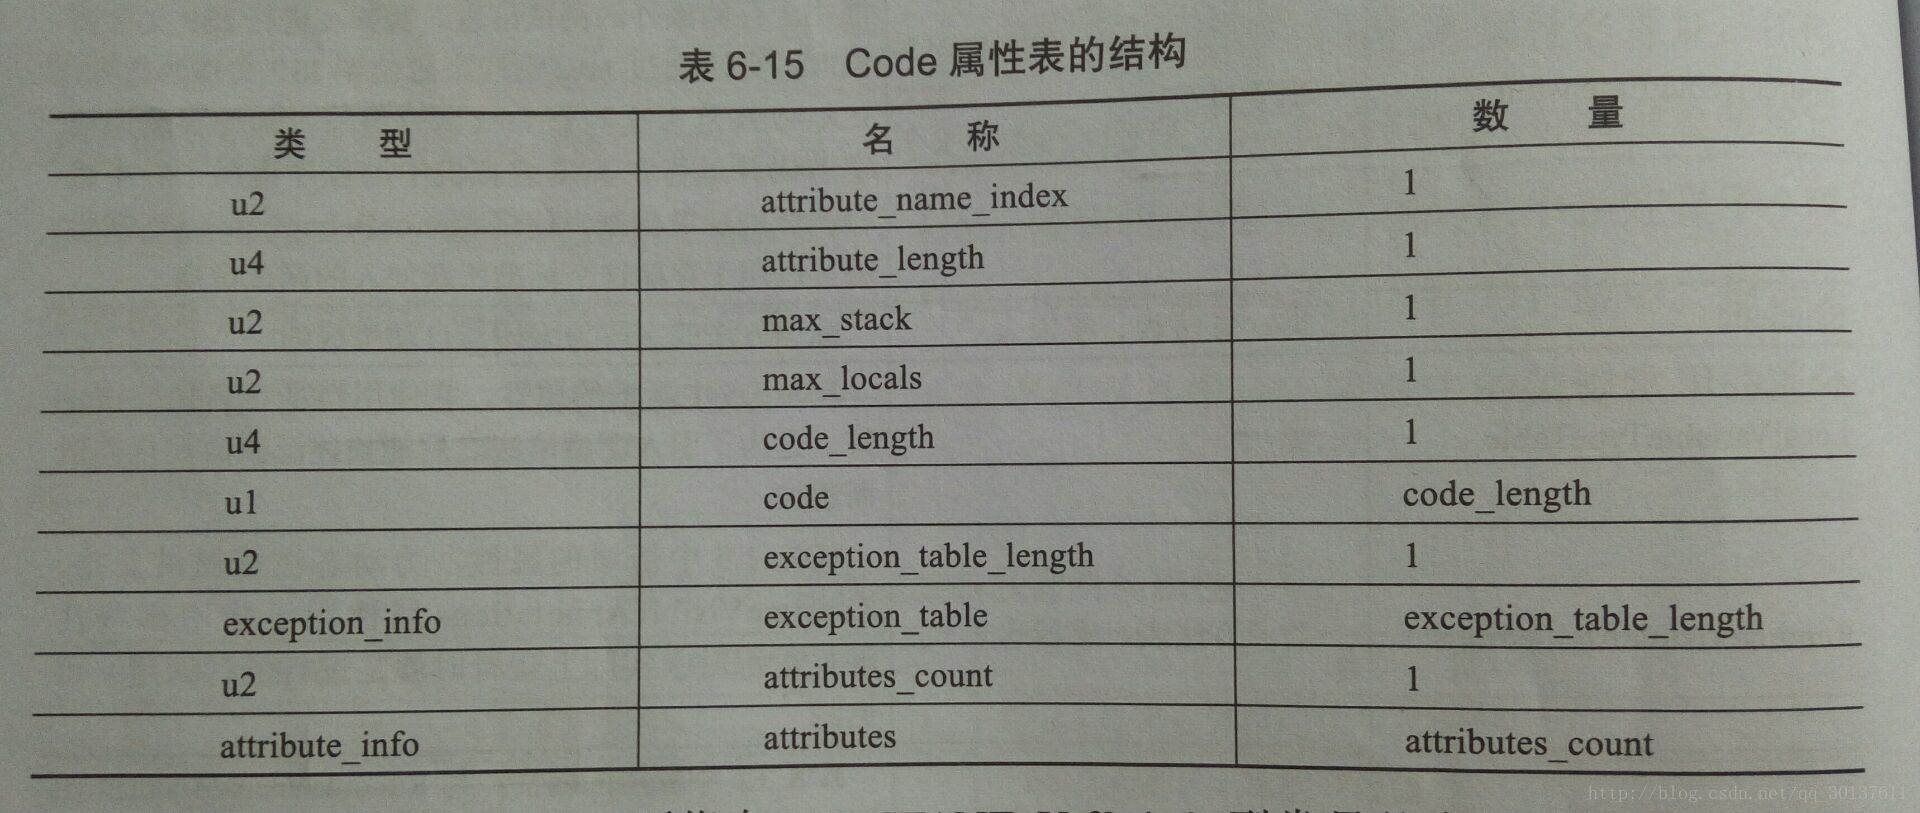 表 6-15 Code 属性表的结构
类 型 名 称 数 量
u2 attribute_name_index 1
u4 attribute_length 1
u2 max_stack 1
u2 max_locals 1
u4 code_length 1
u1 code code_length
u2 exception_table_length 1
exception_info exception_table exception_table_length
u2 attributes_count 1
attribute_info attributes attributes_count
http://blog.csdn.net/qq_30137611